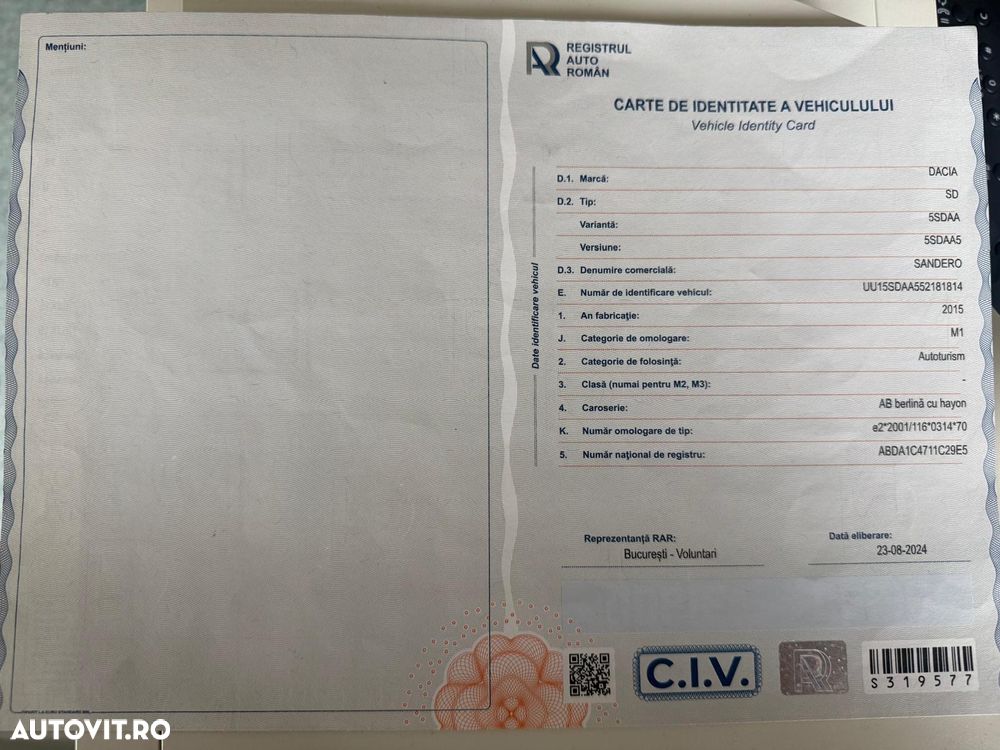 Mențiuni:
REGISTRUL
AUTO
ROMÂN
CARTE DE IDENTITATE A VEHICULULUI
Vehicle Identity Card
Date identificare vehicul
D.1. Marcă: DACIA
D.2. Tip: SD
Variantă: 5SDAA
Versiune: 5SDAA5
D.3. Denumire comercială: SANDERO
E. Număr de identificare vehicul: UU15SDAA552181814
1. An fabricație: 2015
J. Categorie de omologare: M1
2. Categorie de folosință: Autoturism
3. Clasă (numai pentru M2, M3): -
4. Caroserie: AB berlină cu hayon
K. Număr omologare de tip: e2*2001/116*0314*70
5. Număr național de registru: ABDA1C4711C29E5
Reprezentanță RAR: Data eliberare:
București - Voluntari 23-08-2024
C.I.V.
S319577
AUTOVIT.RO